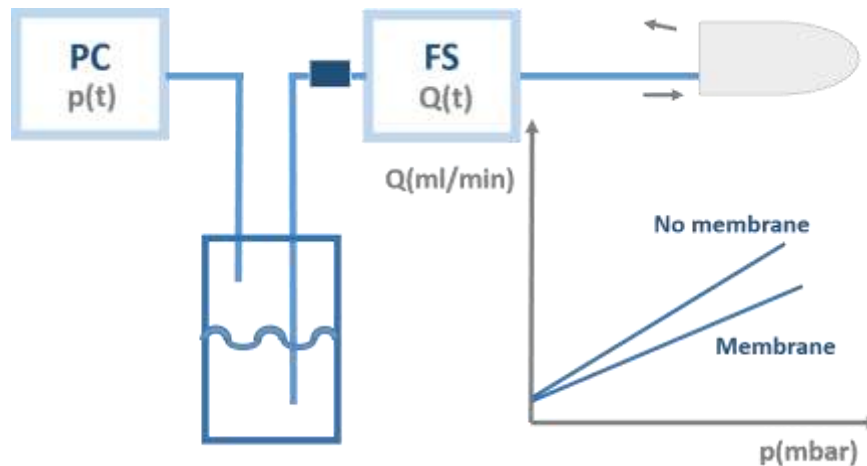 PC
p(t)
FS
Q(t)
Q(ml/min)
No membrane
Membrane
p(mbar)